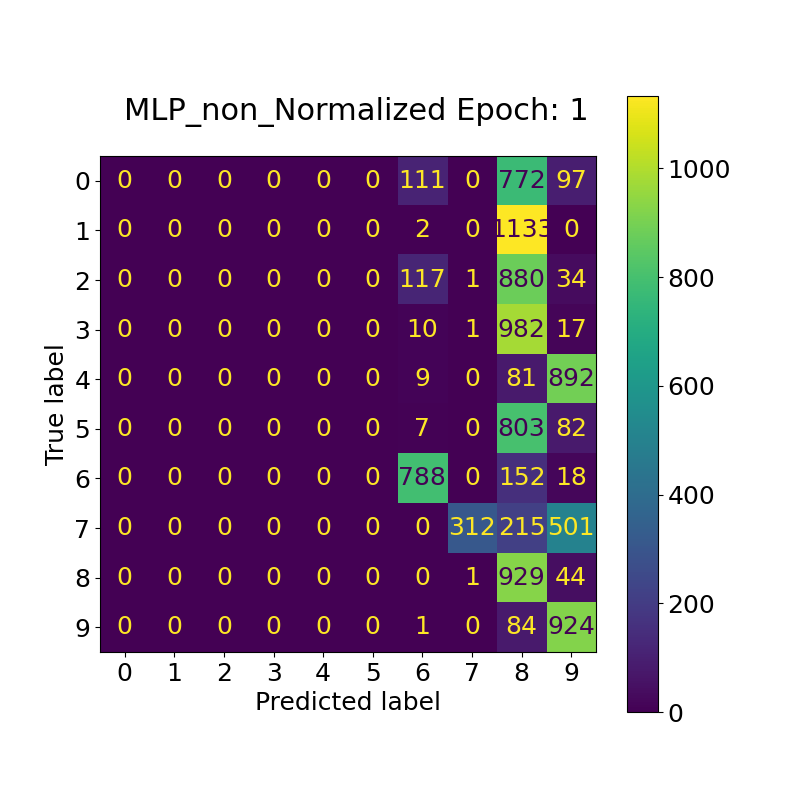 MLP_non_Normalized Epoch: 1
0 0 0 0 0 0 0 111 0 772 97
1 0 0 0 0 0 0 2 0 1133 0
2 0 0 0 0 0 0 117 1 880 34
3 0 0 0 0 0 0 10 1 982 17
4 0 0 0 0 0 0 9 0 81 892
5 0 0 0 0 0 0 7 0 803 82
6 0 0 0 0 0 0 788 0 152 18
7 0 0 0 0 0 0 0 312 215 501
8 0 0 0 0 0 0 0 1 929 44
9 0 0 0 0 0 0 1 0 84 924
0 1 2 3 4 5 6 7 8 9
Predicted label
True label
1000
800
600
400
200
0